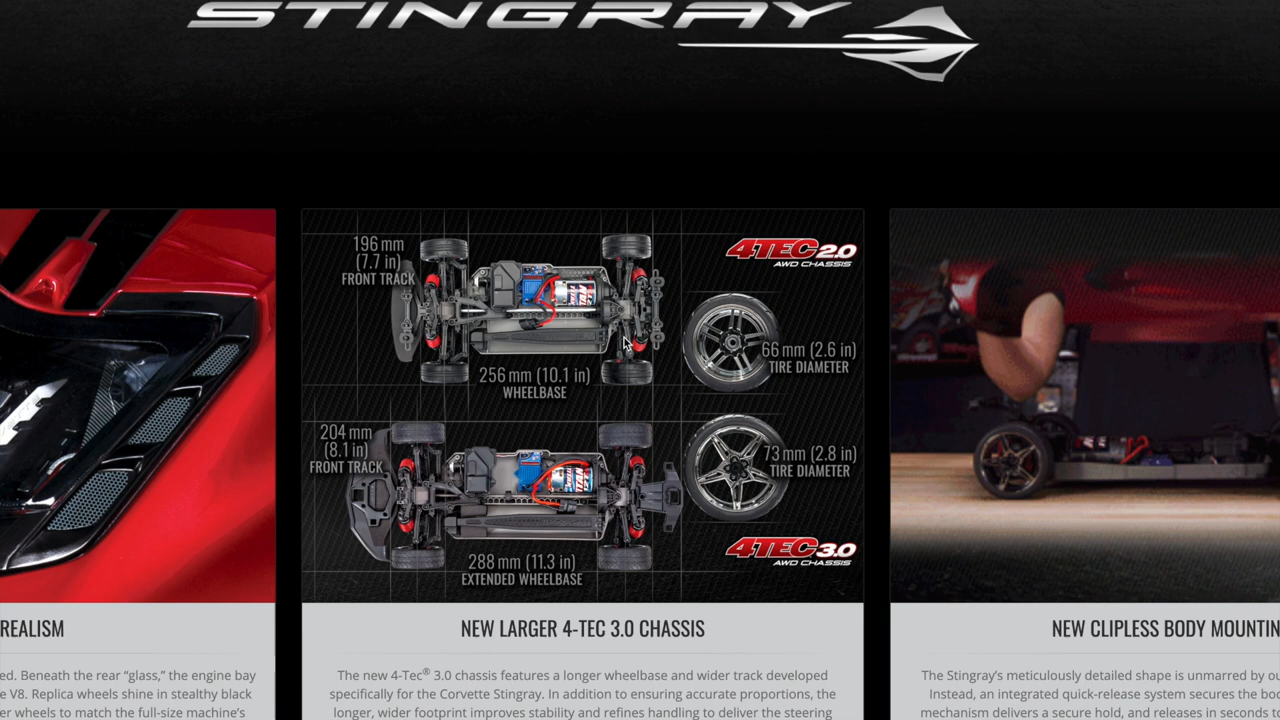 STINGRAY
196 mm
(7.7 in)
FRONT TRACK
256 mm (10.1 in)
WHEELBASE
4TEC 2.0
AWD CHASSIS
66 mm (2.6 in)
TIRE DIAMETER
204 mm
(8.1 in)
FRONT TRACK
288 mm (11.3 in)
EXTENDED WHEELBASE
73 mm (2.8 in)
TIRE DIAMETER
4TEC 3.0
AWD CHASSIS
REALISM
ed. Beneath the rear “glass,” the engine bay
e V8. Replica wheels shine in stealthy black
er wheels to match the full-size machine’s
NEW LARGER 4-TEC 3.0 CHASSIS
The new 4-Tec® 3.0 chassis features a longer wheelbase and wider track developed
specifically for the Corvette Stingray. In addition to ensuring accurate proportions, the
longer, wider footprint improves stability and refines handling to deliver the steering
NEW CLIPLESS BODY MOUNTIN
The Stingray’s meticulously detailed shape is unmarred by ou
Instead, an integrated quick-release system secures the bo
mechanism delivers a secure hold, and releases in seconds t